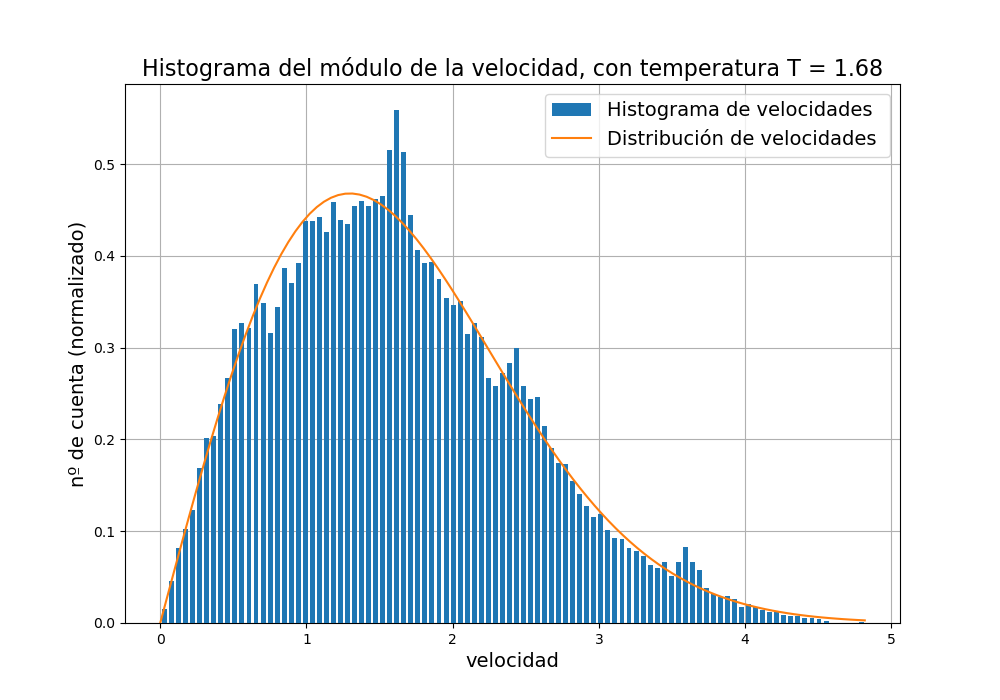 Histograma del módulo de la velocidad, con temperatura T = 1.68
Histograma de velocidades
Distribución de velocidades
nº de cuenta (normalizado)
0.5
0.4
0.3
0.2
0.1
0.0
0 1 2 3 4 5
velocidad